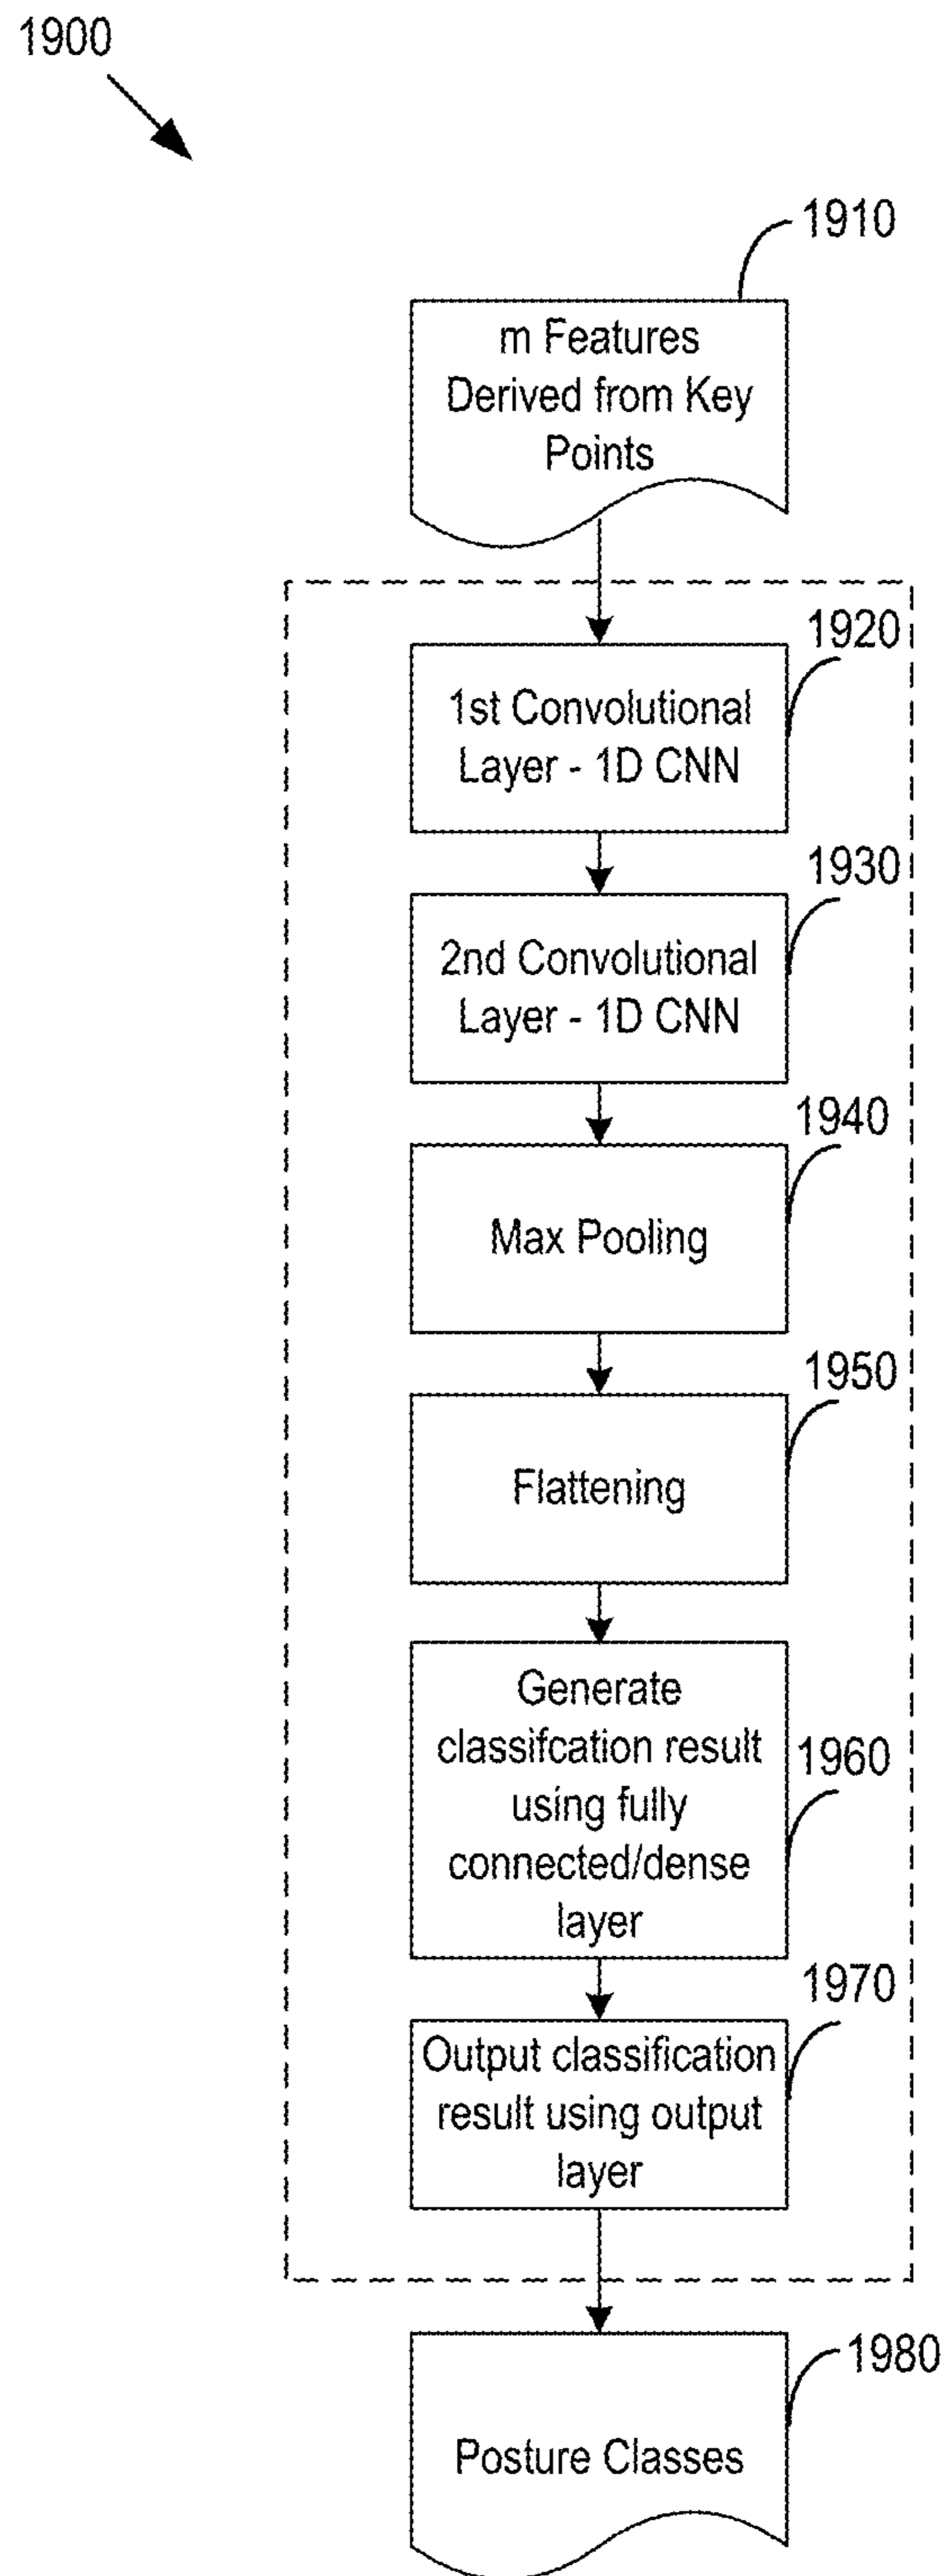 1900
1910
m Features
Derived from Key
Points
1920
1st Convolutional
Layer - 1D CNN
1930
2nd Convolutional
Layer - 1D CNN
1940
Max Pooling
1950
Flattening
Generate
classifcation result
using fully
connected/dense
layer
1960
1970
Output classification
result using output
layer
1980
Posture Classes